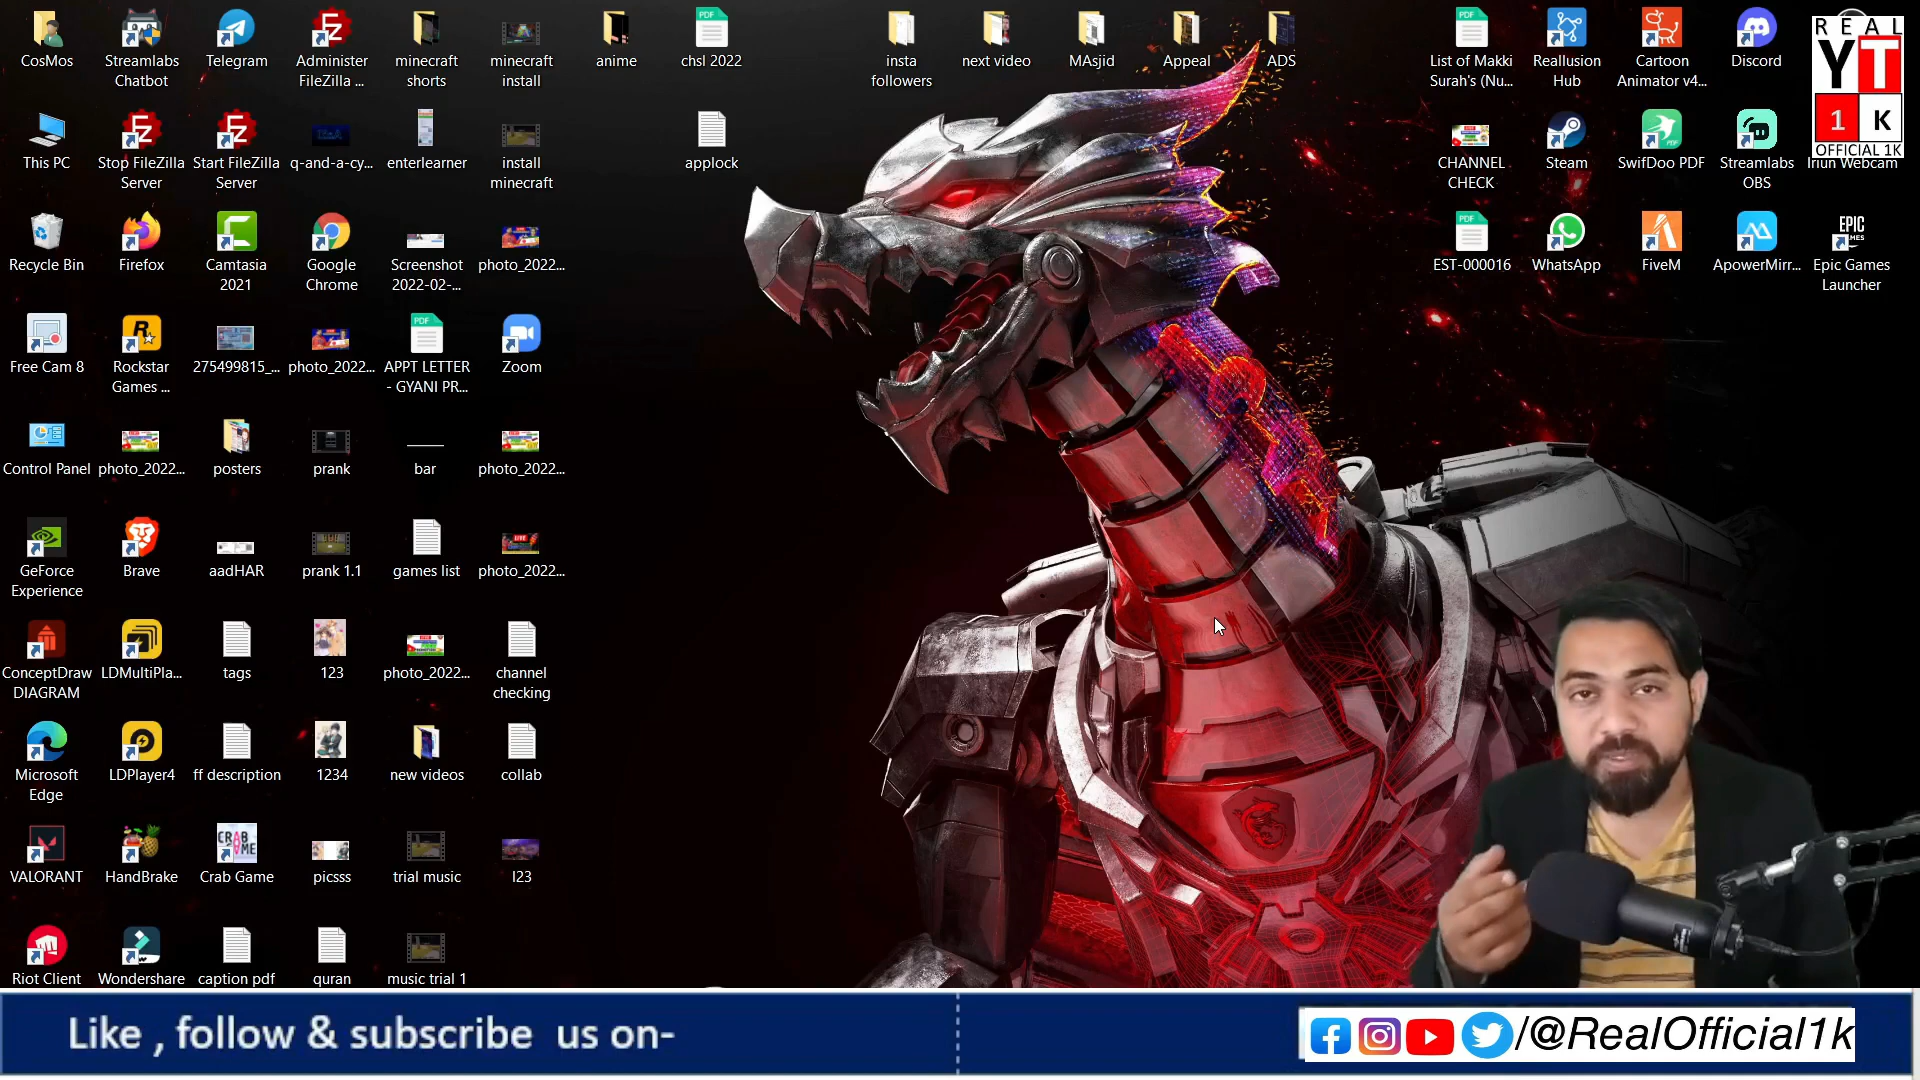 CosMos
Streamlabs
Chatbot
Telegram
Administer
FileZilla ...
minecraft
shorts
minecraft
install
anime
chsl 2022
insta
followers
next video
MAsjid
Appeal
ADS
List of Makki
Surah's (Nu...
Reallusion
Hub
Cartoon
Animator v4...
Discord
REAL
YT
1K
OFFICIAL 1K
This PC
Stop FileZilla
Server
Start FileZilla
Server
q-and-a-cy...
enterlearner
install
minecraft
applock
CHANNEL
CHECK
Steam
SwifDoo PDF
Streamlabs
OBS
Iriun Webcam
Recycle Bin
Firefox
Camtasia
2021
Google
Chrome
Screenshot
2022-02-...
photo_2022...
EST-000016
WhatsApp
FiveM
ApowerMirr...
Epic Games
Launcher
Free Cam 8
Rockstar
Games ...
275499815_...
photo_2022...
APPT LETTER
- GYANI PR...
Zoom
Control Panel
photo_2022...
posters
prank
bar
photo_2022...
GeForce
Experience
Brave
aadHAR
prank 1.1
games list
photo_2022...
ConceptDraw
DIAGRAM
LDMultiPla...
tags
123
photo_2022...
channel
checking
Microsoft
Edge
LDPlayer4
ff description
1234
new videos
collab
VALORANT
HandBrake
Crab Game
picsss
trial music
l23
Riot Client
Wondershare
caption pdf
quran
music trial 1
Like , follow & subscribe us on-
/@RealOfficial1k